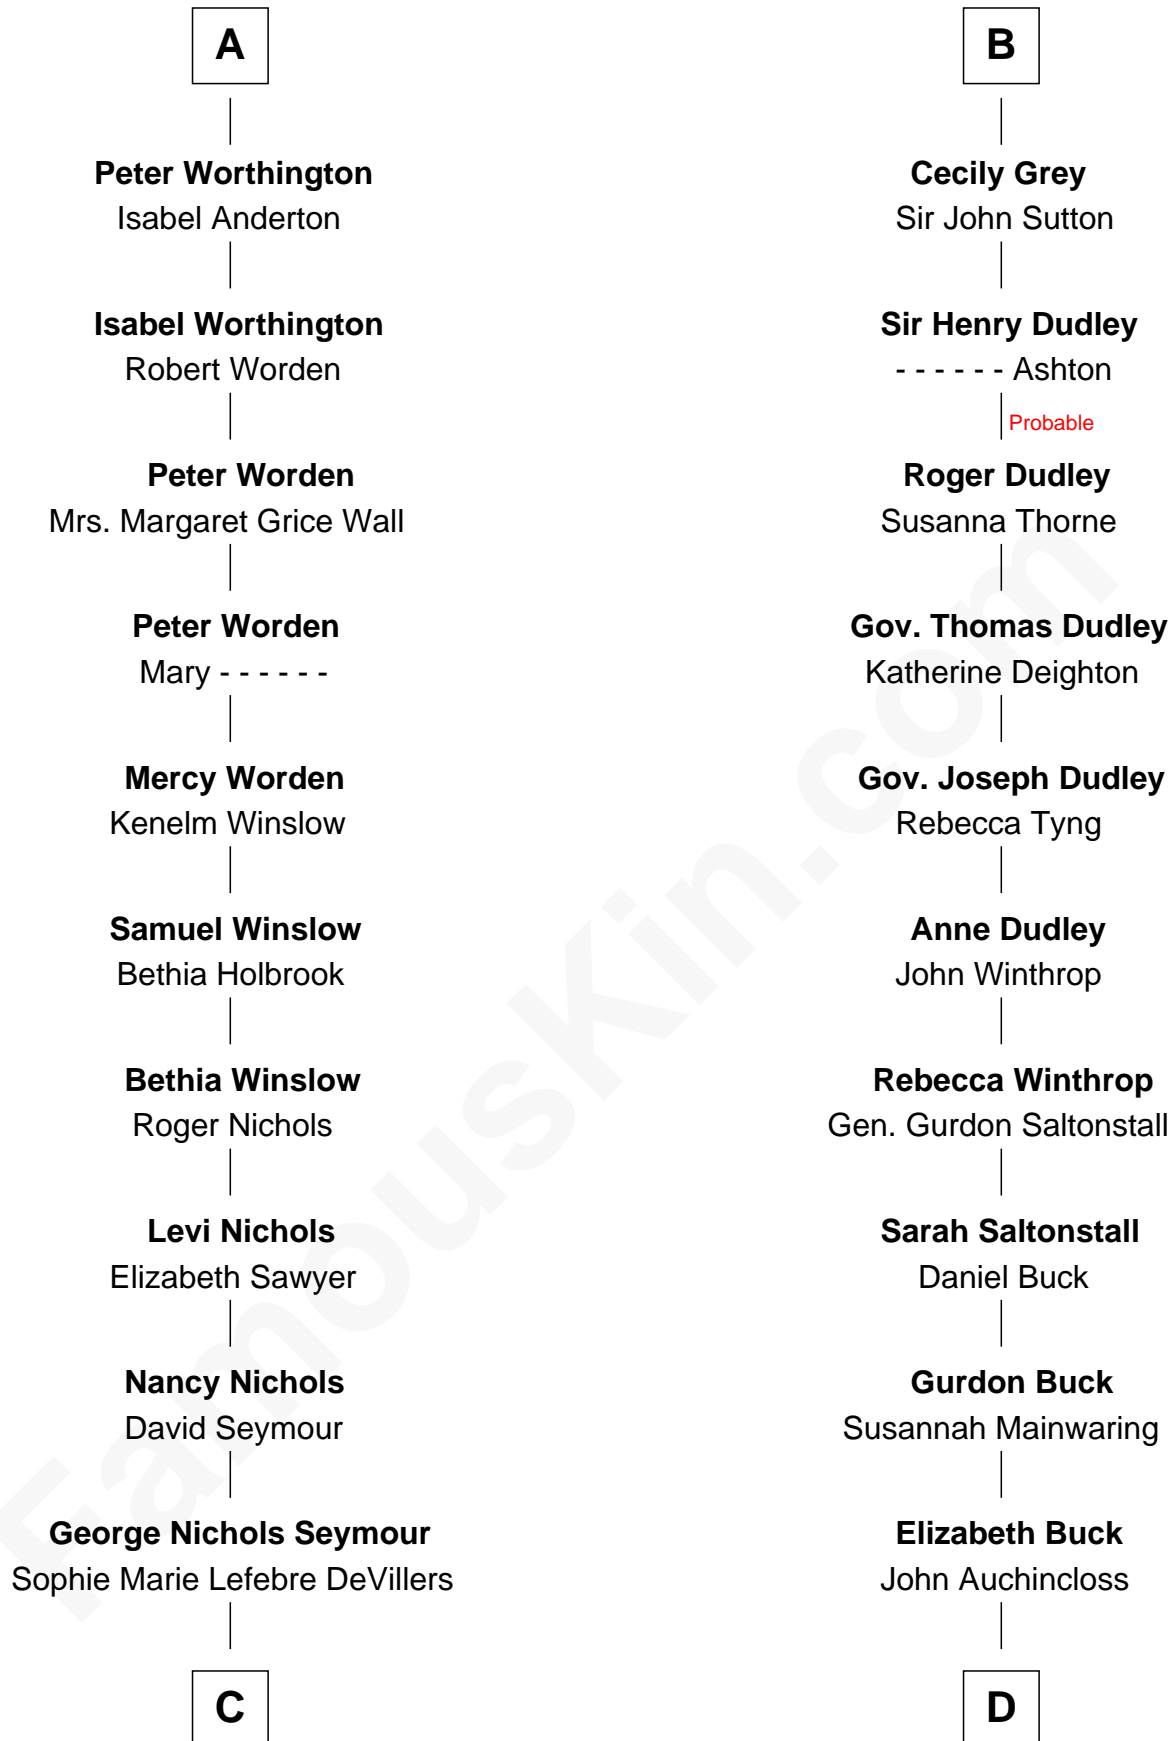 A
Peter Worthington
Isabel Anderton
Isabel Worthington
Robert Worden
Peter Worden
Mrs. Margaret Grice Wall
Peter Worden
Mary - - - - - -
Mercy Worden
Kenelm Winslow
Samuel Winslow
Bethia Holbrook
Bethia Winslow
Roger Nichols
Levi Nichols
Elizabeth Sawyer
Nancy Nichols
David Seymour
George Nichols Seymour
Sophie Marie Lefebre DeVillers
C
B
Cecily Grey
Sir John Sutton
Sir Henry Dudley
- - - - - - Ashton
Probable
Roger Dudley
Susanna Thorne
Gov. Thomas Dudley
Katherine Deighton
Gov. Joseph Dudley
Rebecca Tyng
Anne Dudley
John Winthrop
Rebecca Winthrop
Gen. Gurdon Saltonstall
Sarah Saltonstall
Daniel Buck
Gurdon Buck
Susannah Mainwaring
Elizabeth Buck
John Auchincloss
D
FamousKin.com